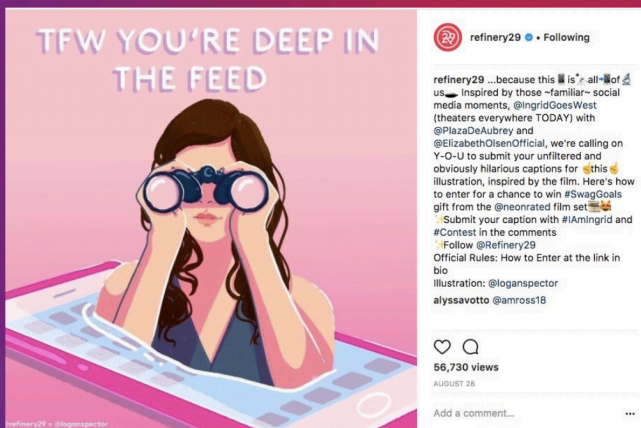 TFW YOU'RE DEEP IN
THE FEED
refinery29 • @loganspector
refinery29 • Following
refinery29 ...because this 📱is🏃all📲of🔬
us🕳 Inspired by those ~familiar~ social
media moments, @IngridGoesWest
(theaters everywhere TODAY) with
@PlazaDeAubrey and
@ElizabethOlsenOfficial, we're calling on
Y-O-U to submit your unfiltered and
obviously hilarious captions for ☝this☝
illustration, inspired by the film. Here's how
to enter for a chance to win #SwagGoals
gift from the @neonrated film set🎬😻
✨Submit your caption with #IAmIngrid and
#Contest in the comments
✨Follow @Refinery29
Official Rules: How to Enter at the link in
bio
Illustration: @loganspector
alyssavotto @amross18
56,730 views
AUGUST 28
Add a comment...